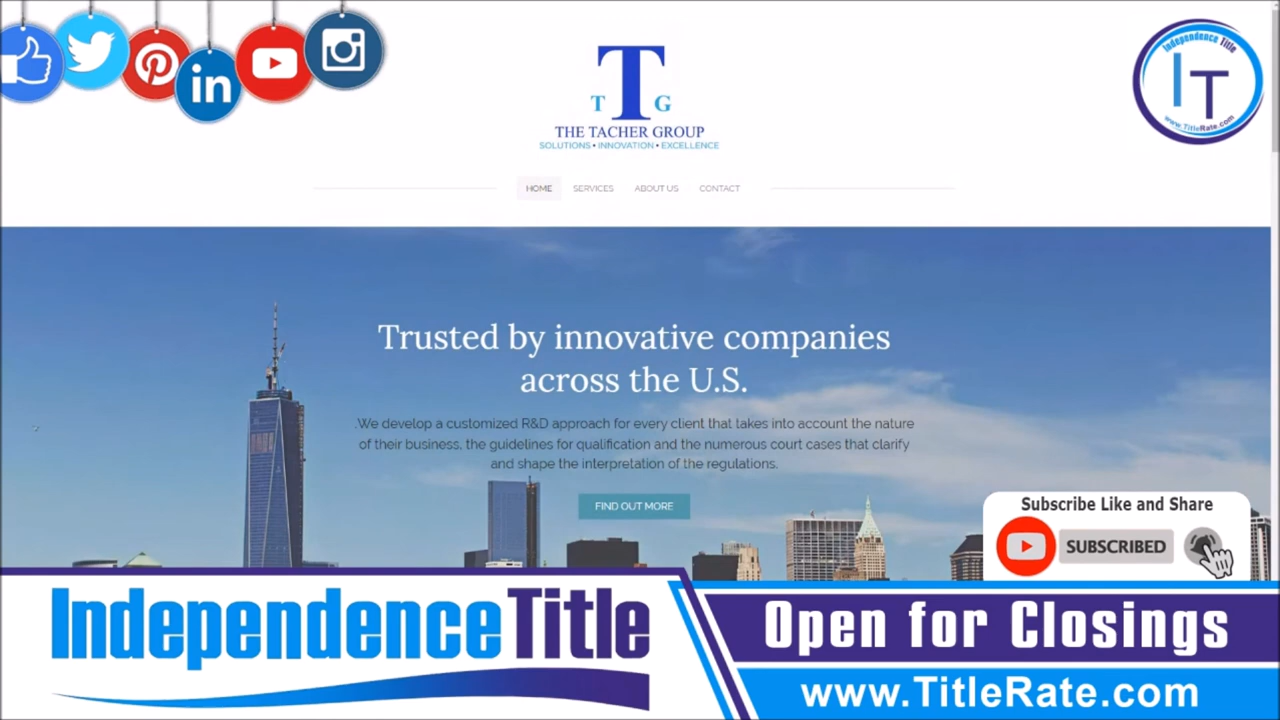 in
Independence Title
IT
www.TitleRate.com
T
T G
THE TACHER GROUP
SOLUTIONS • INNOVATION • EXCELLENCE
HOME SERVICES ABOUT US CONTACT
Trusted by innovative companies
across the U.S.
.We develop a customized R&D approach for every client that takes into account the nature
of their business, the guidelines for qualification and the numerous court cases that clarify
and shape the interpretation of the regulations.
FIND OUT MORE
Subscribe Like and Share
SUBSCRIBED
IndependenceTitle
Open for Closings
www.TitleRate.com